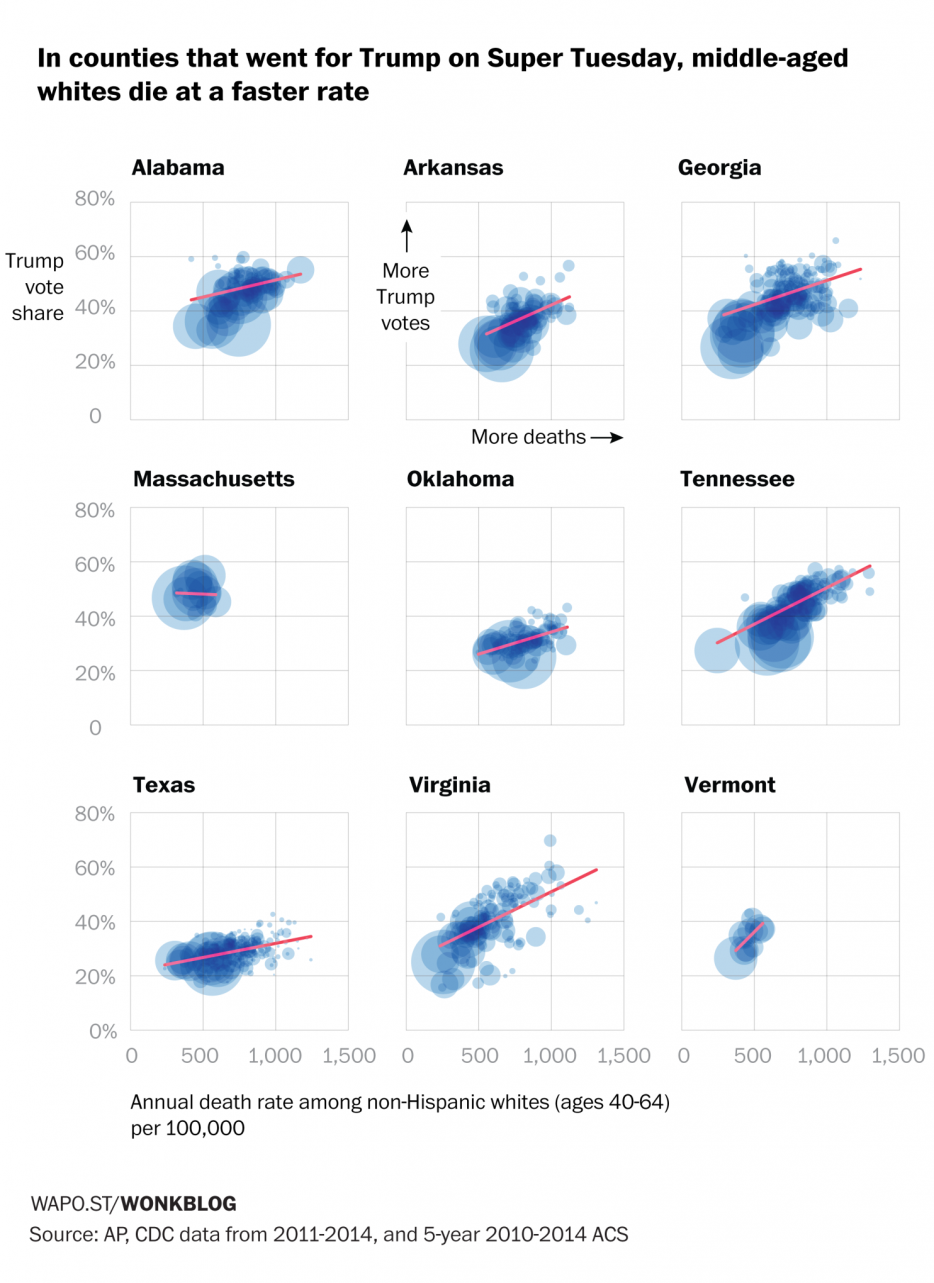 In counties that went for Trump on Super Tuesday, middle-aged
whites die at a faster rate
Alabama
Arkansas
Georgia
80%
60%
40%
20%
0
Trump
vote
share
More
Trump
votes
More deaths
Massachusetts
Oklahoma
Tennessee
80%
60%
40%
20%
0
Texas
Virginia
Vermont
80%
60%
40%
20%
0%
0 500 1,000 1,500
0 500 1,000 1,500
0 500 1,000 1,500
Annual death rate among non-Hispanic whites (ages 40-64)
per 100,000
WAPO.ST/WONKBLOG
Source: AP, CDC data from 2011-2014, and 5-year 2010-2014 ACS